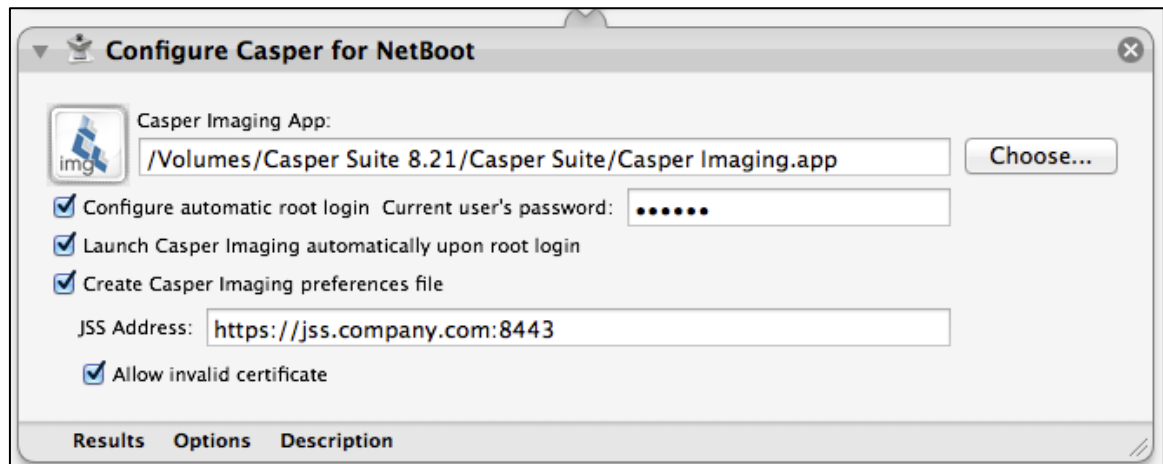 Configure Casper for NetBoot
Casper Imaging App:
img
/Volumes/Casper Suite 8.21/Casper Suite/Casper Imaging.app Choose...
Configure automatic root login Current user's password: ••••••
Launch Casper Imaging automatically upon root login
Create Casper Imaging preferences file
JSS Address: https://jss.company.com:8443
Allow invalid certificate
Results Options Description